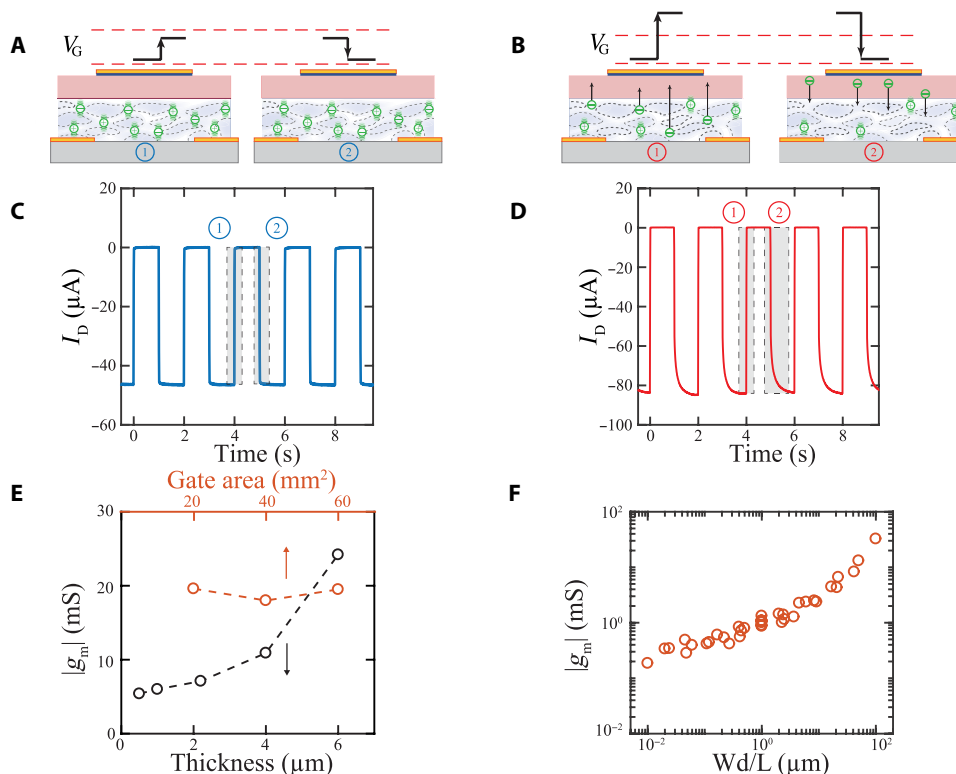 A
V_G
1
2
B
V_G
1
2
C
20
0
−20
−40
−60
I_D (μA)
1
2
0 2 4 6 8
Time (s)
D
20
0
−20
−40
−60
−80
−100
I_D (μA)
1
2
0 2 4 6 8
Time (s)
E
Gate area (mm²)
20 40 60
30
20
10
0
|g_m| (mS)
0 2 4 6
Thickness (μm)
F
10²
10⁰
10⁻²
|g_m| (mS)
10⁻² 10⁰ 10²
Wd/L (μm)